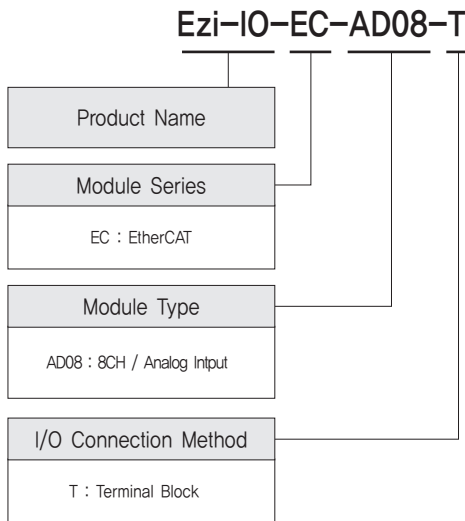 Ezi-IO-EC-AD08-T
Product Name
Module Series
EC : EtherCAT
Module Type
AD08 : 8CH / Analog Intput
I/O Connection Method
T : Terminal Block